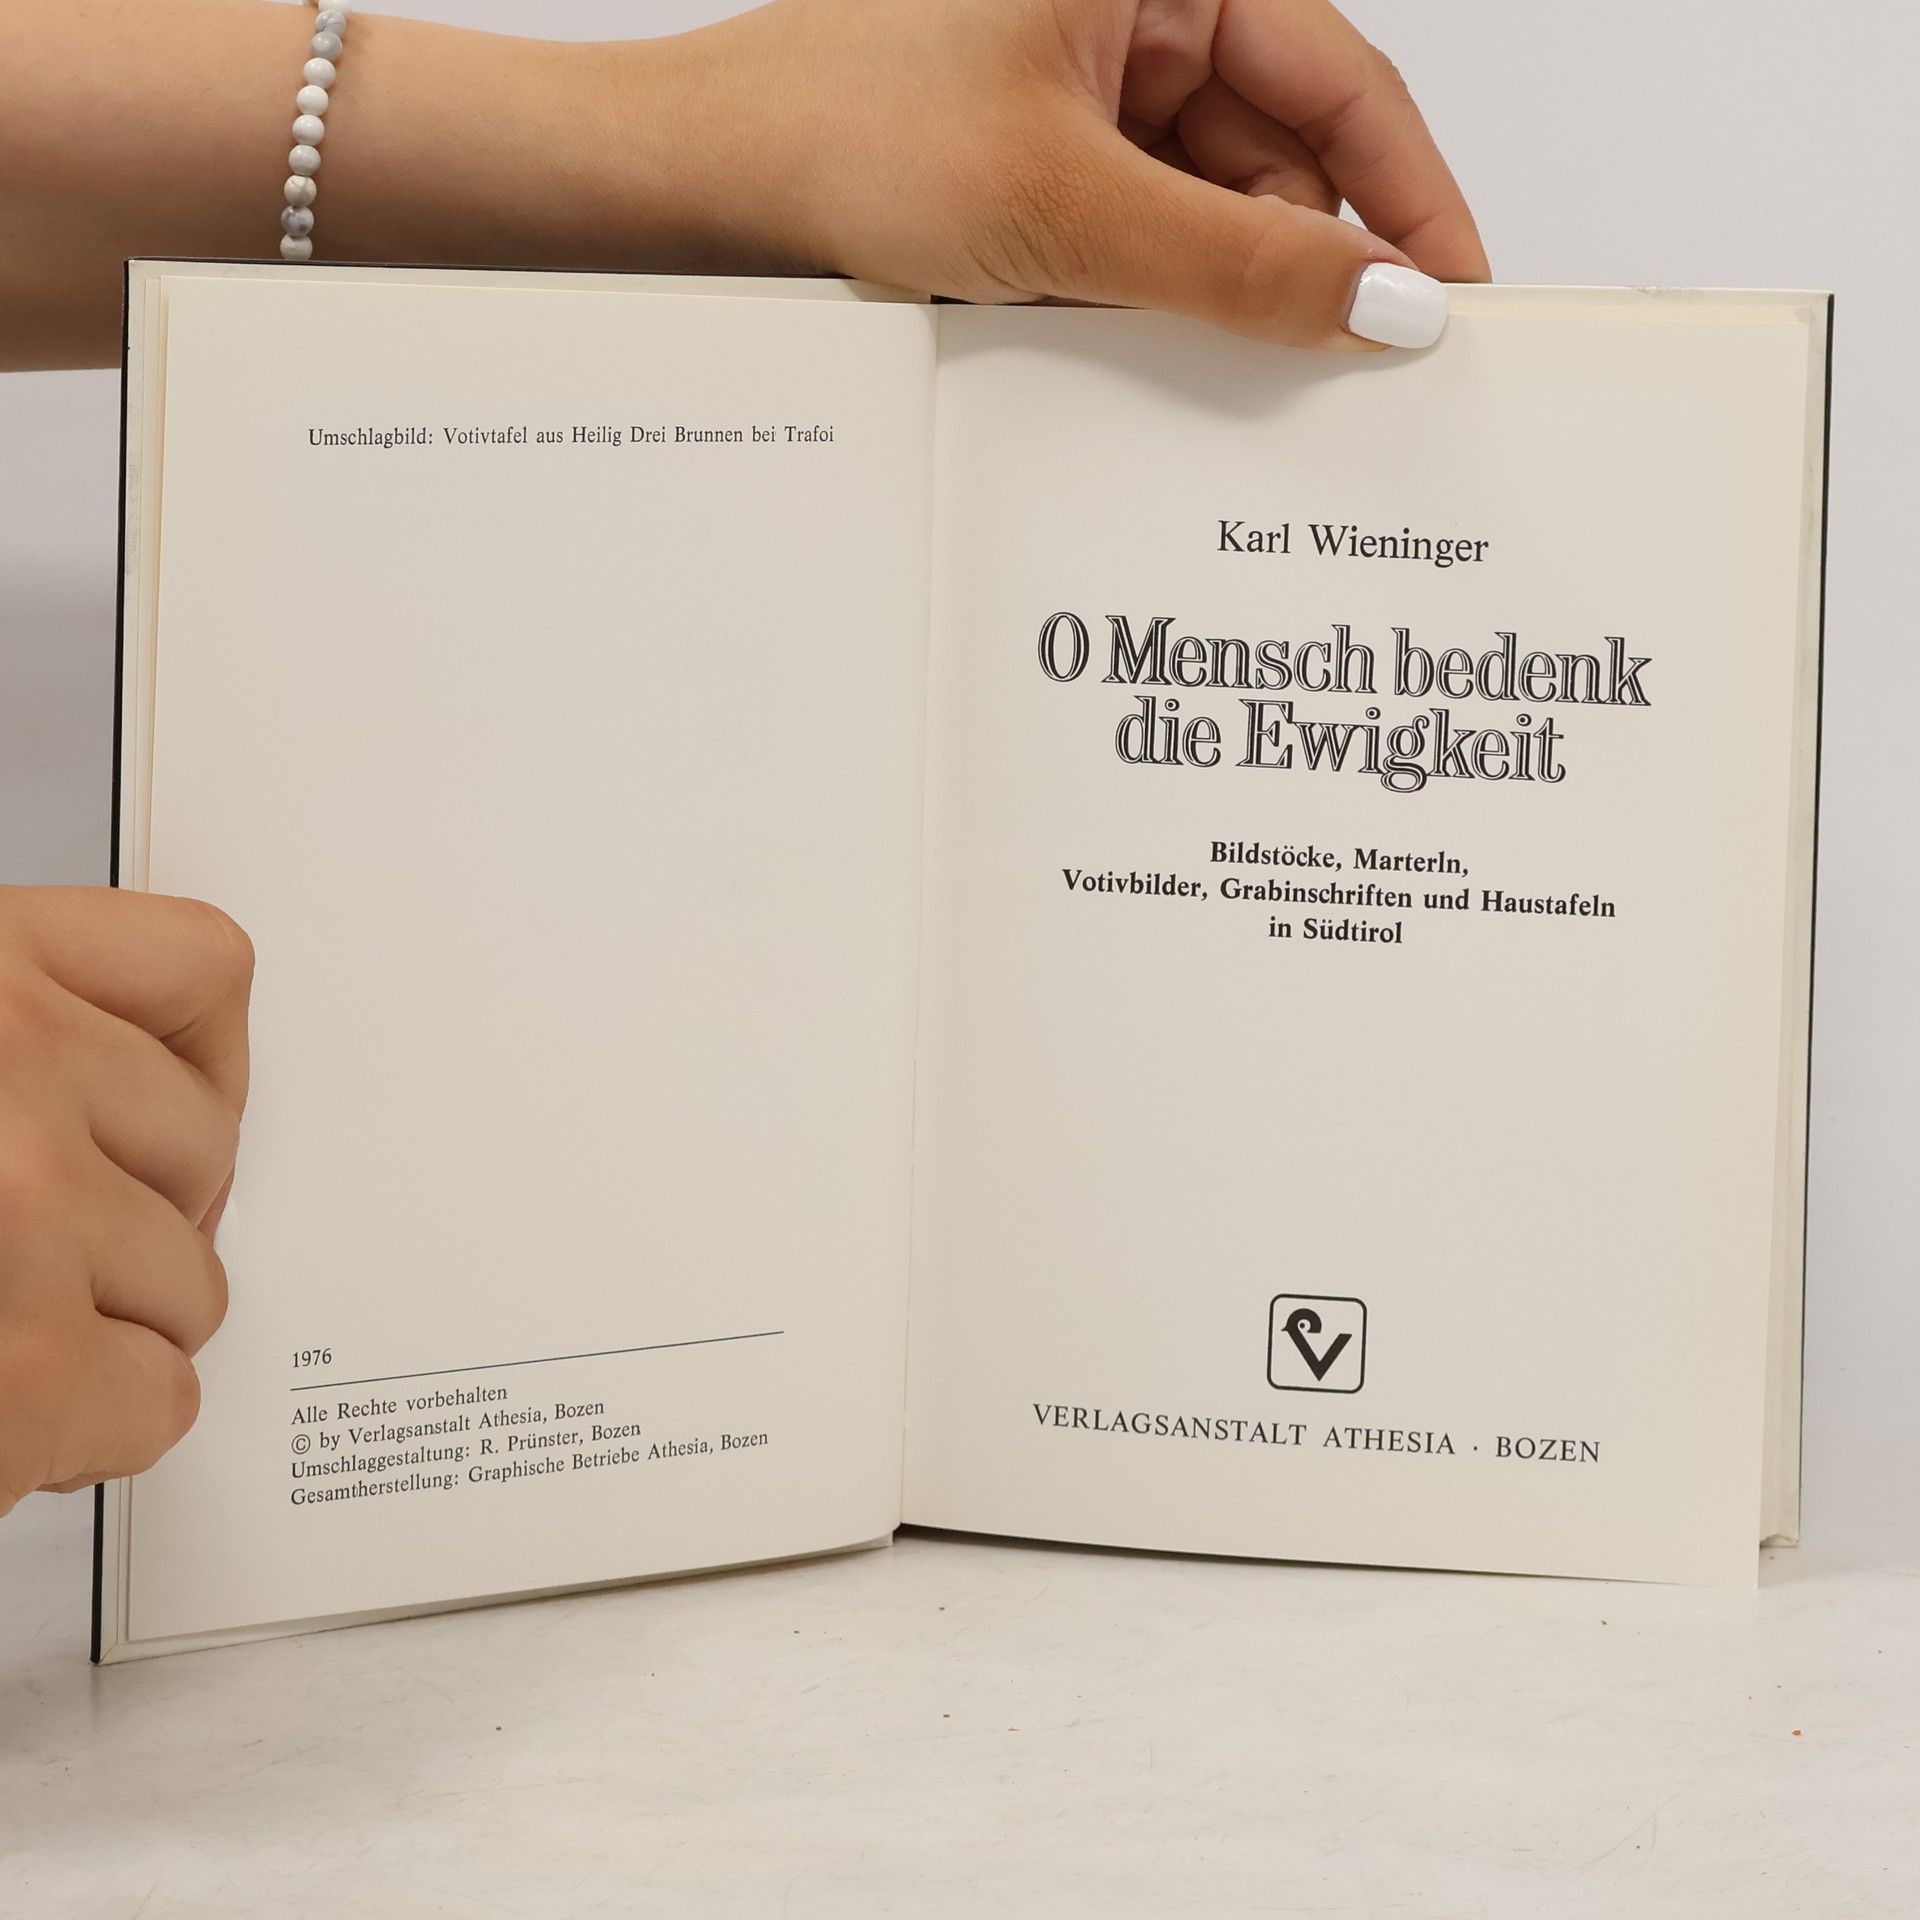 Umschlagbild: Votivtafel aus Heilig Drei Brunnen bei Trafoi
1976
Alle Rechte vorbehalten
© by Verlagsanstalt Athesia, Bozen
Umschlaggestaltung: R. Prünster, Bozen
Gesamtherstellung: Graphische Betriebe Athesia, Bozen
Karl Wieninger
O Mensch bedenk
die Ewigkeit
Bildstöcke, Marterln,
Votivbilder, Grabinschriften und Haustafeln
in Südtirol
VERLAGSANSTALT ATHESIA · BOZEN